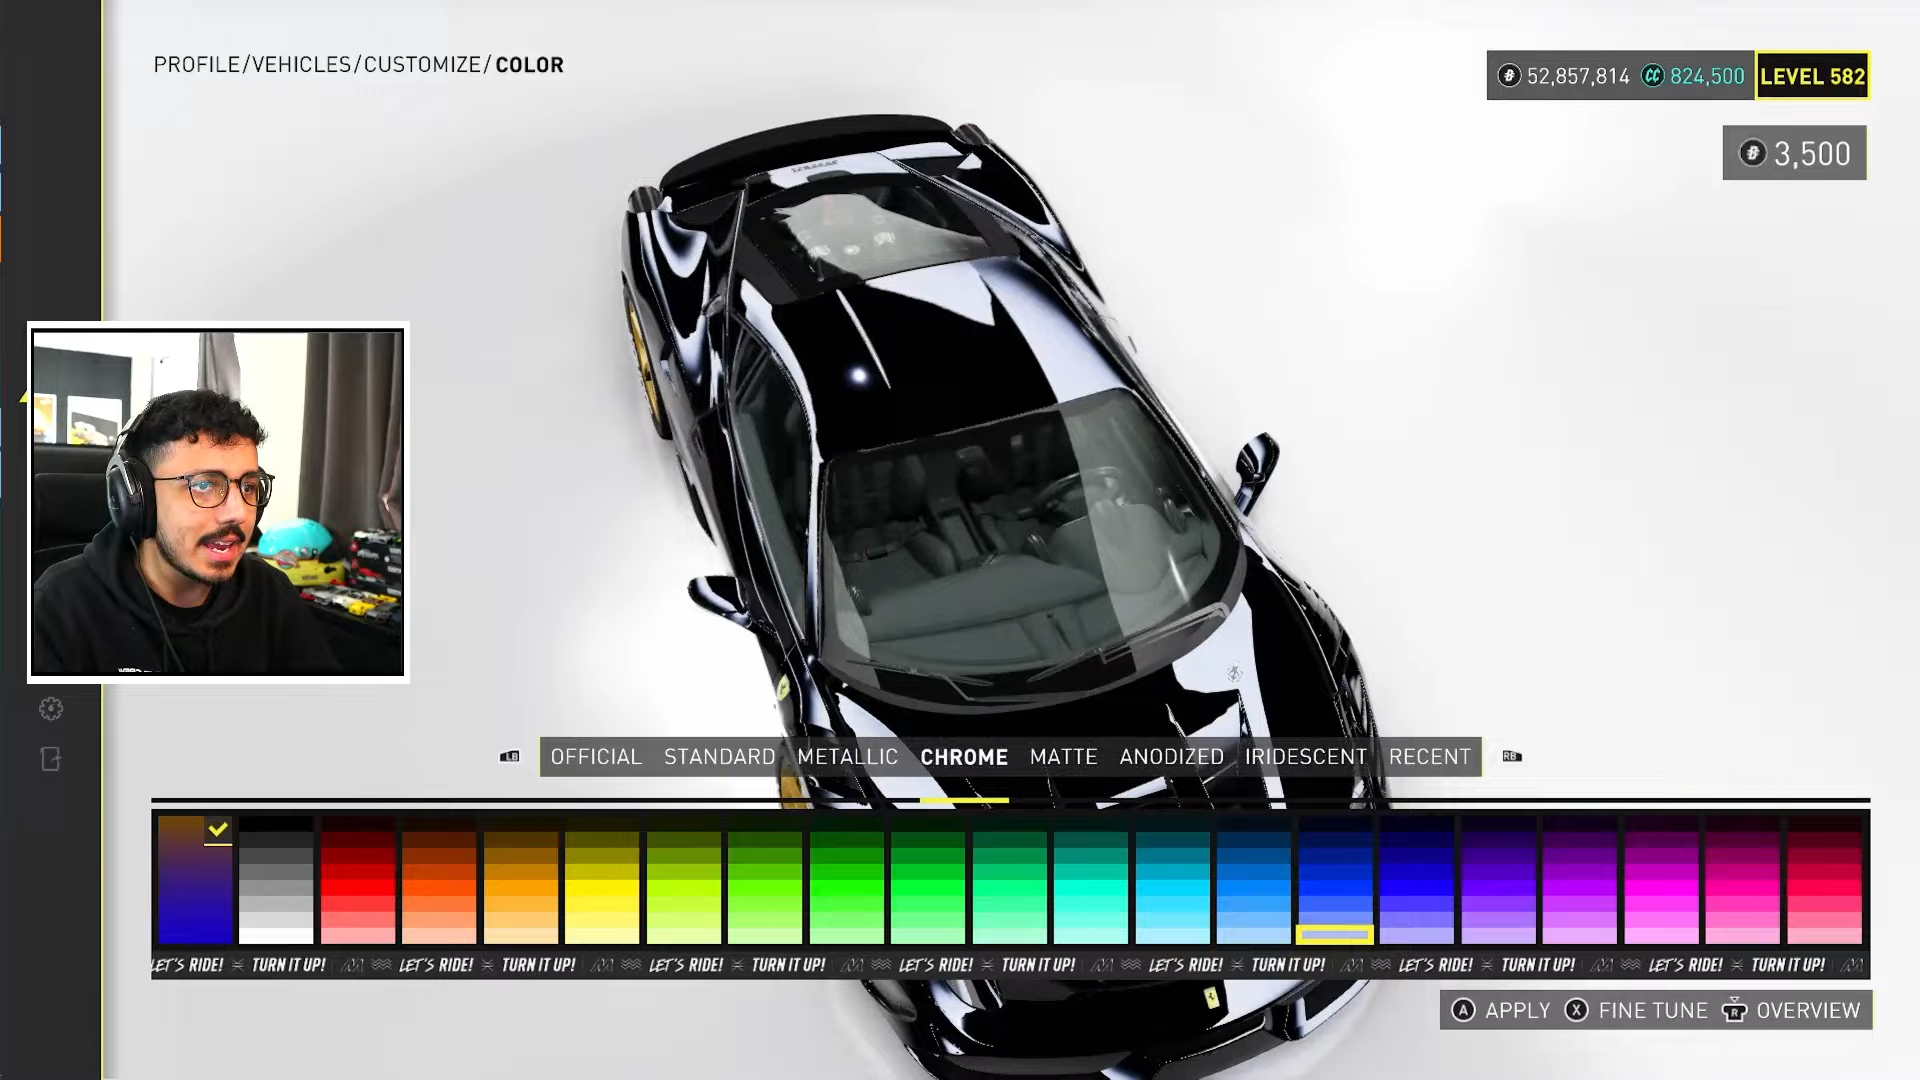 PROFILE/VEHICLES/CUSTOMIZE/COLOR
52,857,814 CC 824,500 LEVEL 582
3,500
LB OFFICIAL STANDARD METALLIC CHROME MATTE ANODIZED IRIDESCENT RECENT RB
LET'S RIDE! TURN IT UP! LET'S RIDE! TURN IT UP! LET'S RIDE! TURN IT UP! LET'S RIDE! TURN IT UP! LET'S RIDE! TURN IT UP! LET'S RIDE! TURN IT UP! LET'S RIDE! TURN IT UP!
A APPLY X FINE TUNE R OVERVIEW